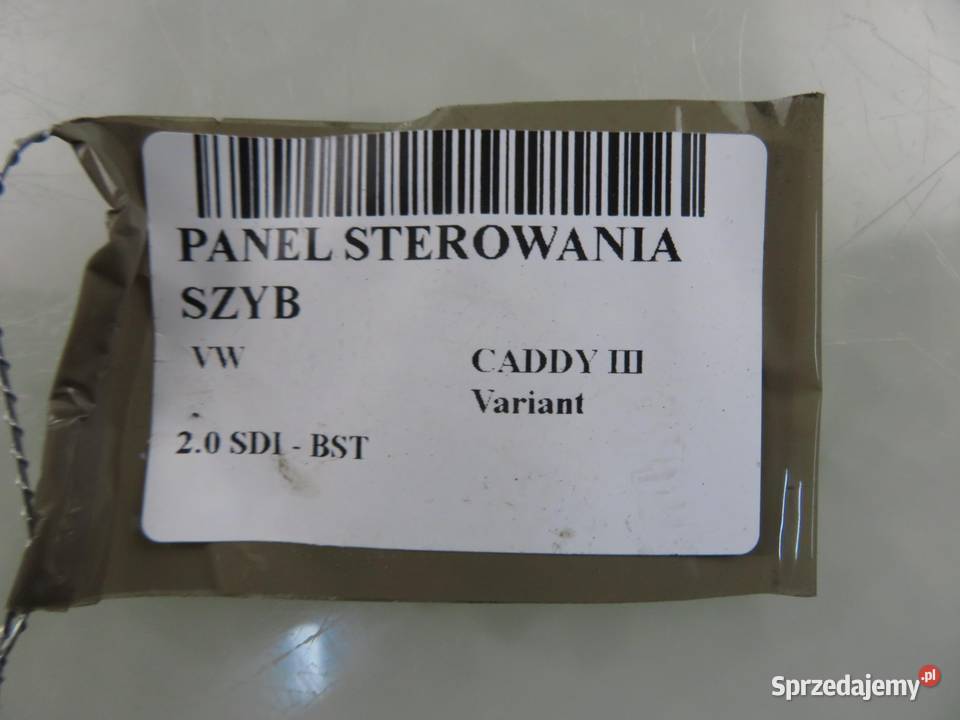 PANEL STEROWANIA
SZYB
VW
CADDY III
Variant
2.0 SDI - BST
Sprzedajemy.pl